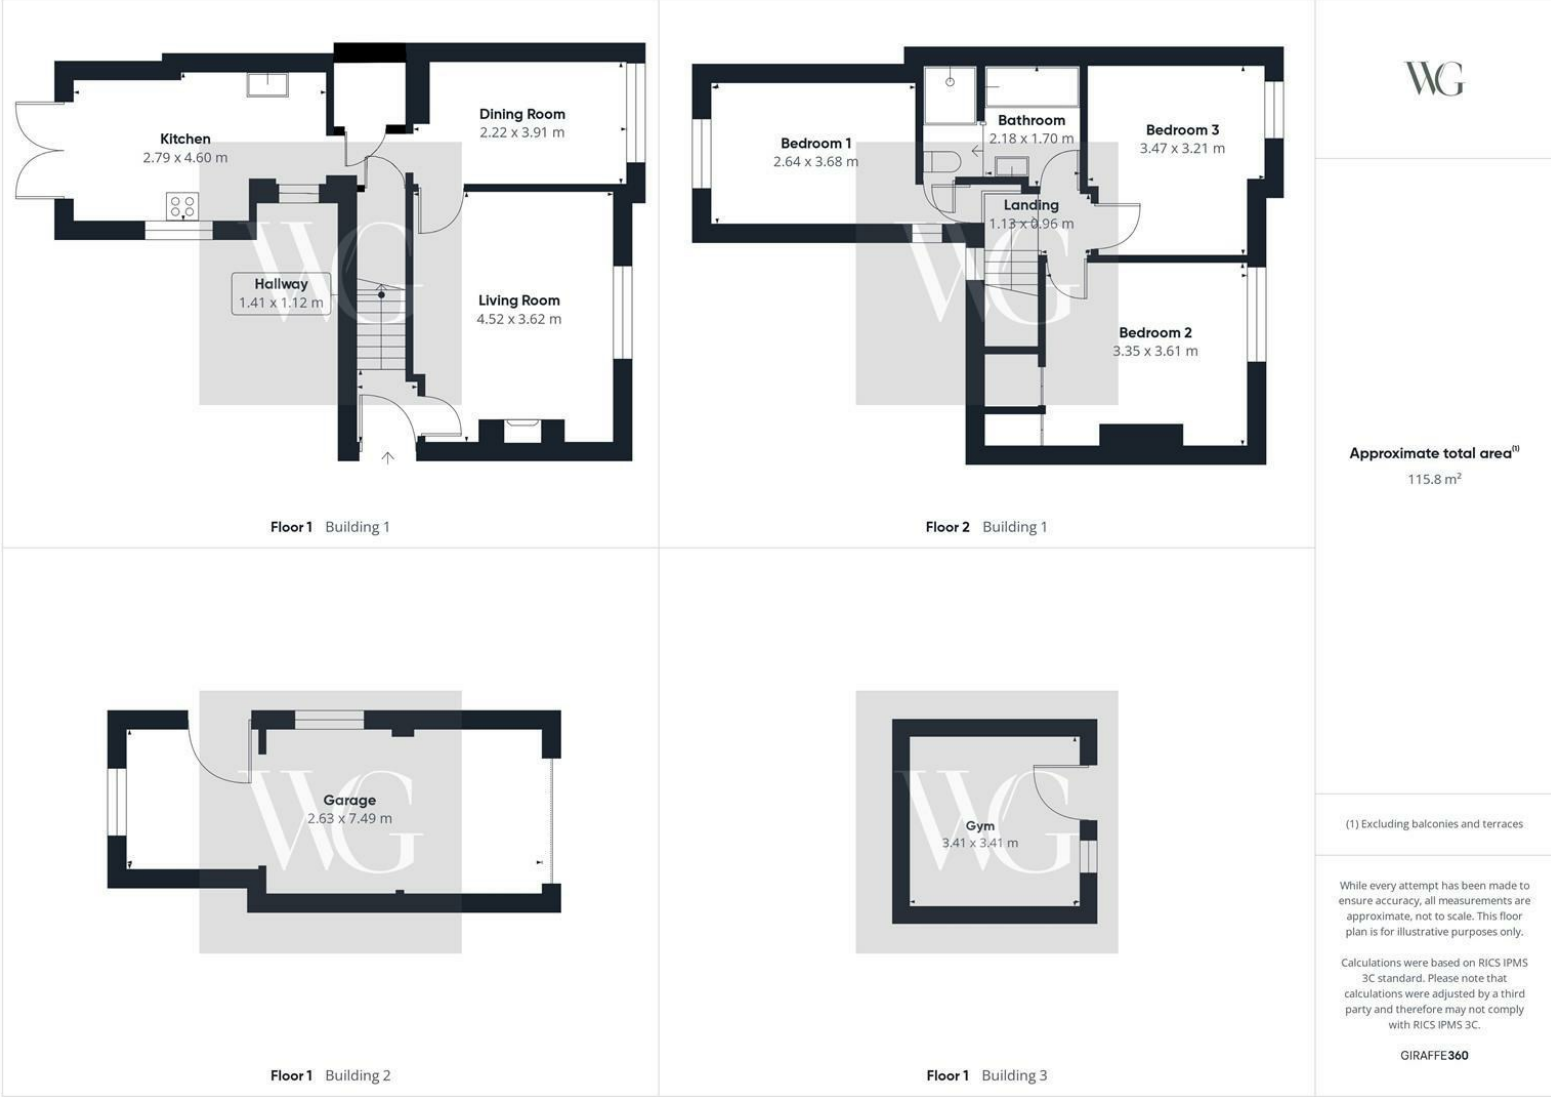 Kitchen
2.79 x 4.60 m
Dining Room
2.22 x 3.91 m
Hallway
1.41 x 1.12 m
Living Room
4.52 x 3.62 m
WG
Floor 1 Building 1
Bedroom 1
2.64 x 3.68 m
Bathroom
2.18 x 1.70 m
Bedroom 3
3.47 x 3.21 m
Landing
1.13 x 0.96 m
Bedroom 2
3.35 x 3.61 m
WG
Floor 2 Building 1
Garage
2.63 x 7.49 m
WG
Floor 1 Building 2
Gym
3.41 x 3.41 m
WG
Floor 1 Building 3
WG
Approximate total area(1)
115.8 m²
(1) Excluding balconies and terraces
While every attempt has been made to
ensure accuracy, all measurements are
approximate, not to scale. This floor
plan is for illustrative purposes only.
Calculations were based on RICS IPMS
3C standard. Please note that
calculations were adjusted by a third
party and therefore may not comply
with RICS IPMS 3C.
GIRAFFE360